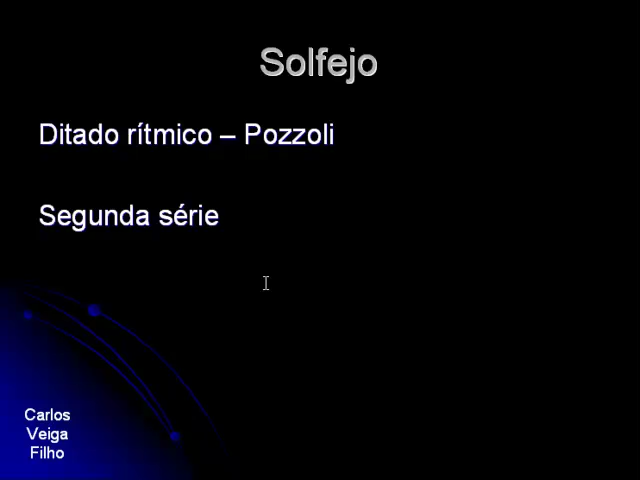 Solfejo
Ditado rítmico – Pozzoli
Segunda série
Carlos
Veiga
Filho